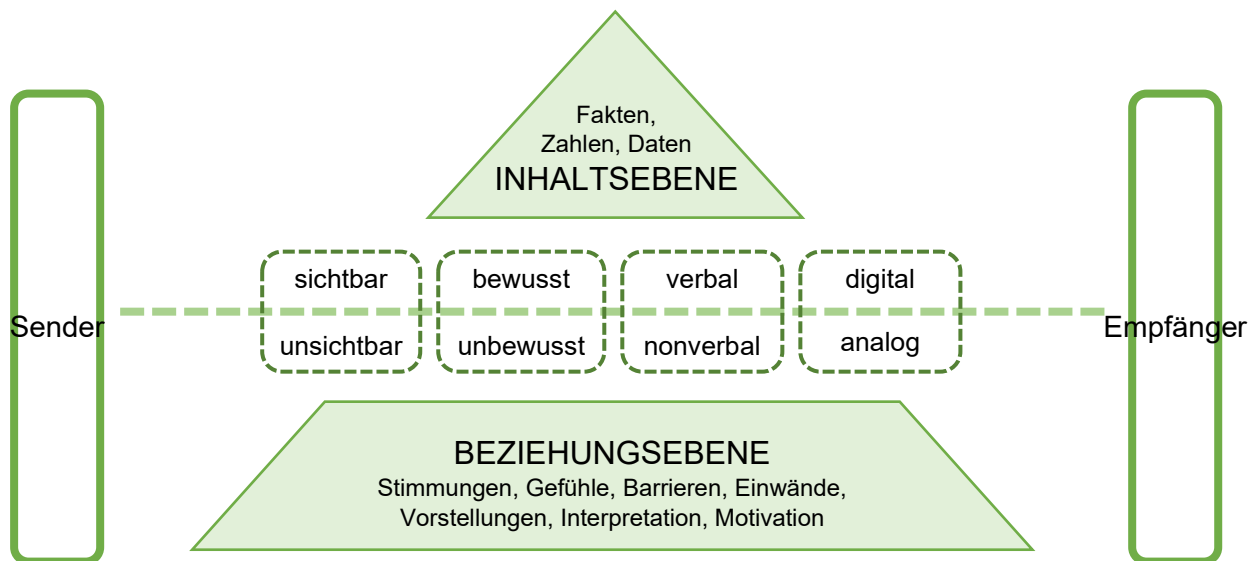 Fakten,
Zahlen, Daten
INHALTSEBENE
sichtbar bewusst verbal digital
Sender Empfänger
unsichtbar unbewusst nonverbal analog
BEZIEHUNGSEBENE
Stimmungen, Gefühle, Barrieren, Einwände,
Vorstellungen, Interpretation, Motivation